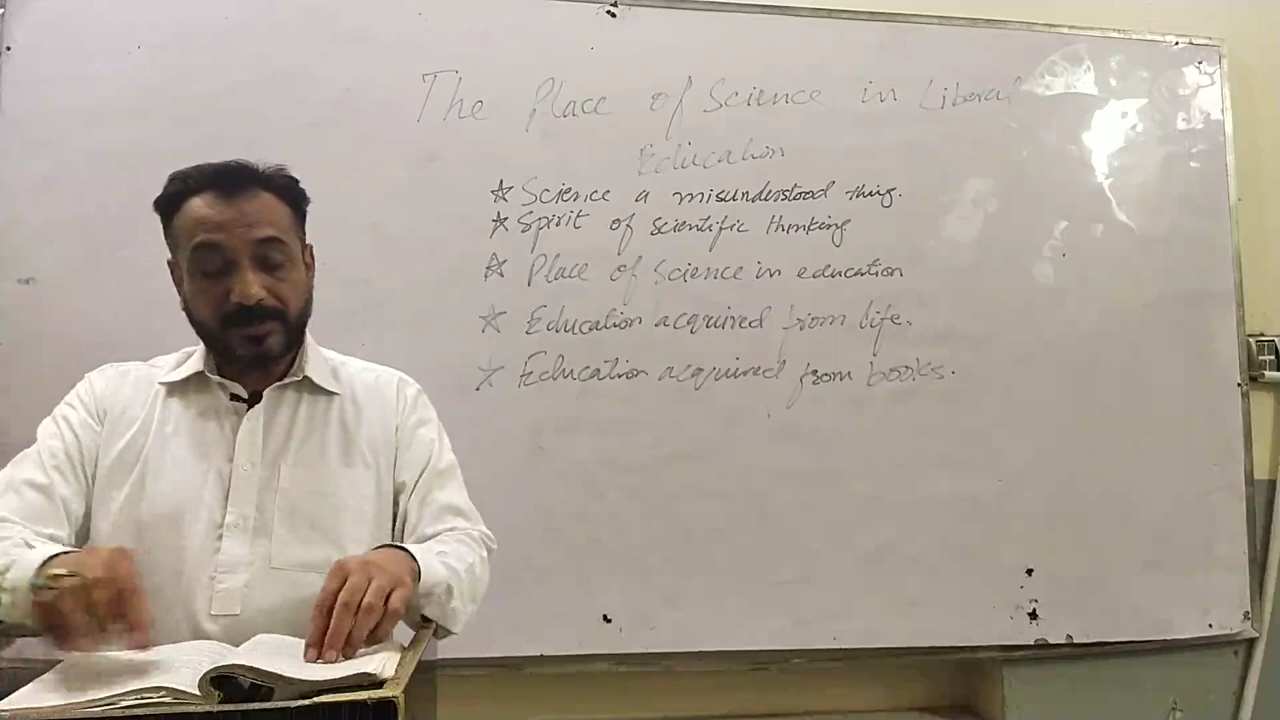 The Place of Science in Liberal
Education
☆ Science a misunderstood thing.
☆ Spirit of scientific thinking
☆ Place of Science in education
☆ Education acquired from life.
☆ Education acquired from books.